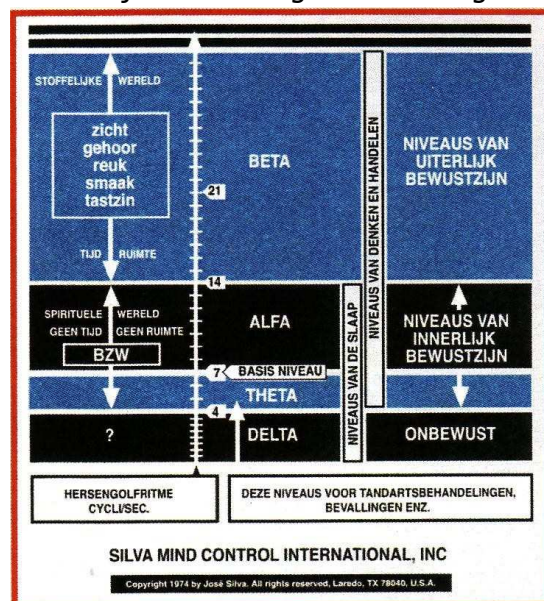 STOFFELIJKE WERELD
zicht
gehoor
reuk
smaak
tastzin
TIJD RUIMTE
BETA
21
NIVEAUS VAN
UITERLIJK
BEWUSTZIJN
NIVEAUS VAN DENKEN EN HANDELEN
14
SPIRITUELE WERELD
GEEN TIJD GEEN RUIMTE
BZW
ALFA
NIVEAUS VAN
INNERLIJK
BEWUSTZIJN
NIVEAUS VAN DE SLAAP
7 BASIS NIVEAU
THETA
4
?
DELTA
ONBEWUST
HERSENGOLFRITME
CYCLI/SEC.
DEZE NIVEAUS VOOR TANDARTSBEHANDELINGEN,
BEVALLINGEN ENZ.
SILVA MIND CONTROL INTERNATIONAL, INC
Copyright 1974 by José Silva. All rights reserved, Laredo, TX 78040, U.S.A.